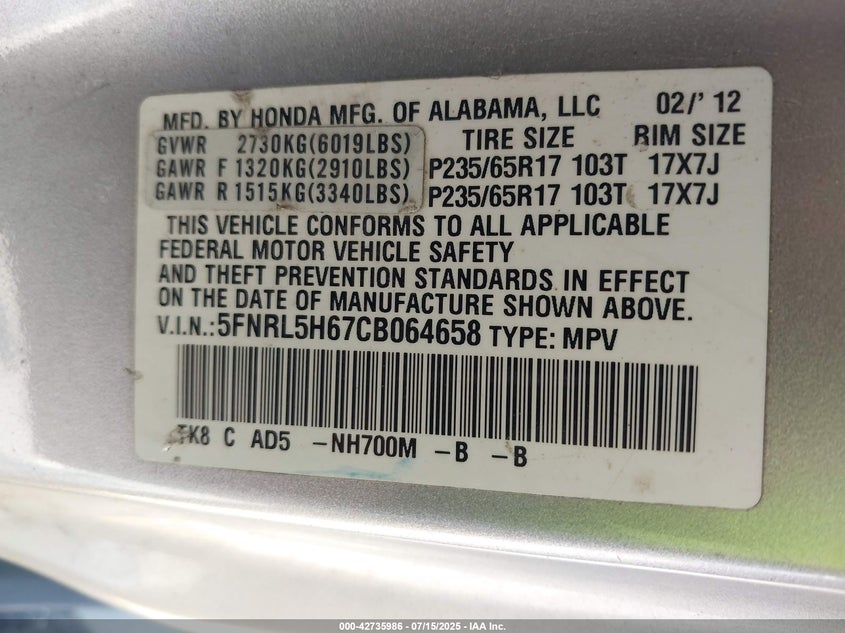 MFD. BY HONDA MFG. OF ALABAMA, LLC 02/' 12
GVWR 2730KG(6019LBS) TIRE SIZE RIM SIZE
GAWR F 1320KG(2910LBS) P235/65R17 103T 17X7J
GAWR R 1515KG(3340LBS) P235/65R17 103T 17X7J
THIS VEHICLE CONFORMS TO ALL APPLICABLE
FEDERAL MOTOR VEHICLE SAFETY
AND THEFT PREVENTION STANDARDS IN EFFECT
ON THE DATE OF MANUFACTURE SHOWN ABOVE.
V.I.N.:5FNRL5H67CB064658 TYPE: MPV
TK8 C AD5 -NH700M -B -B
000-42735986 - 07/15/2025 - IAA Inc.